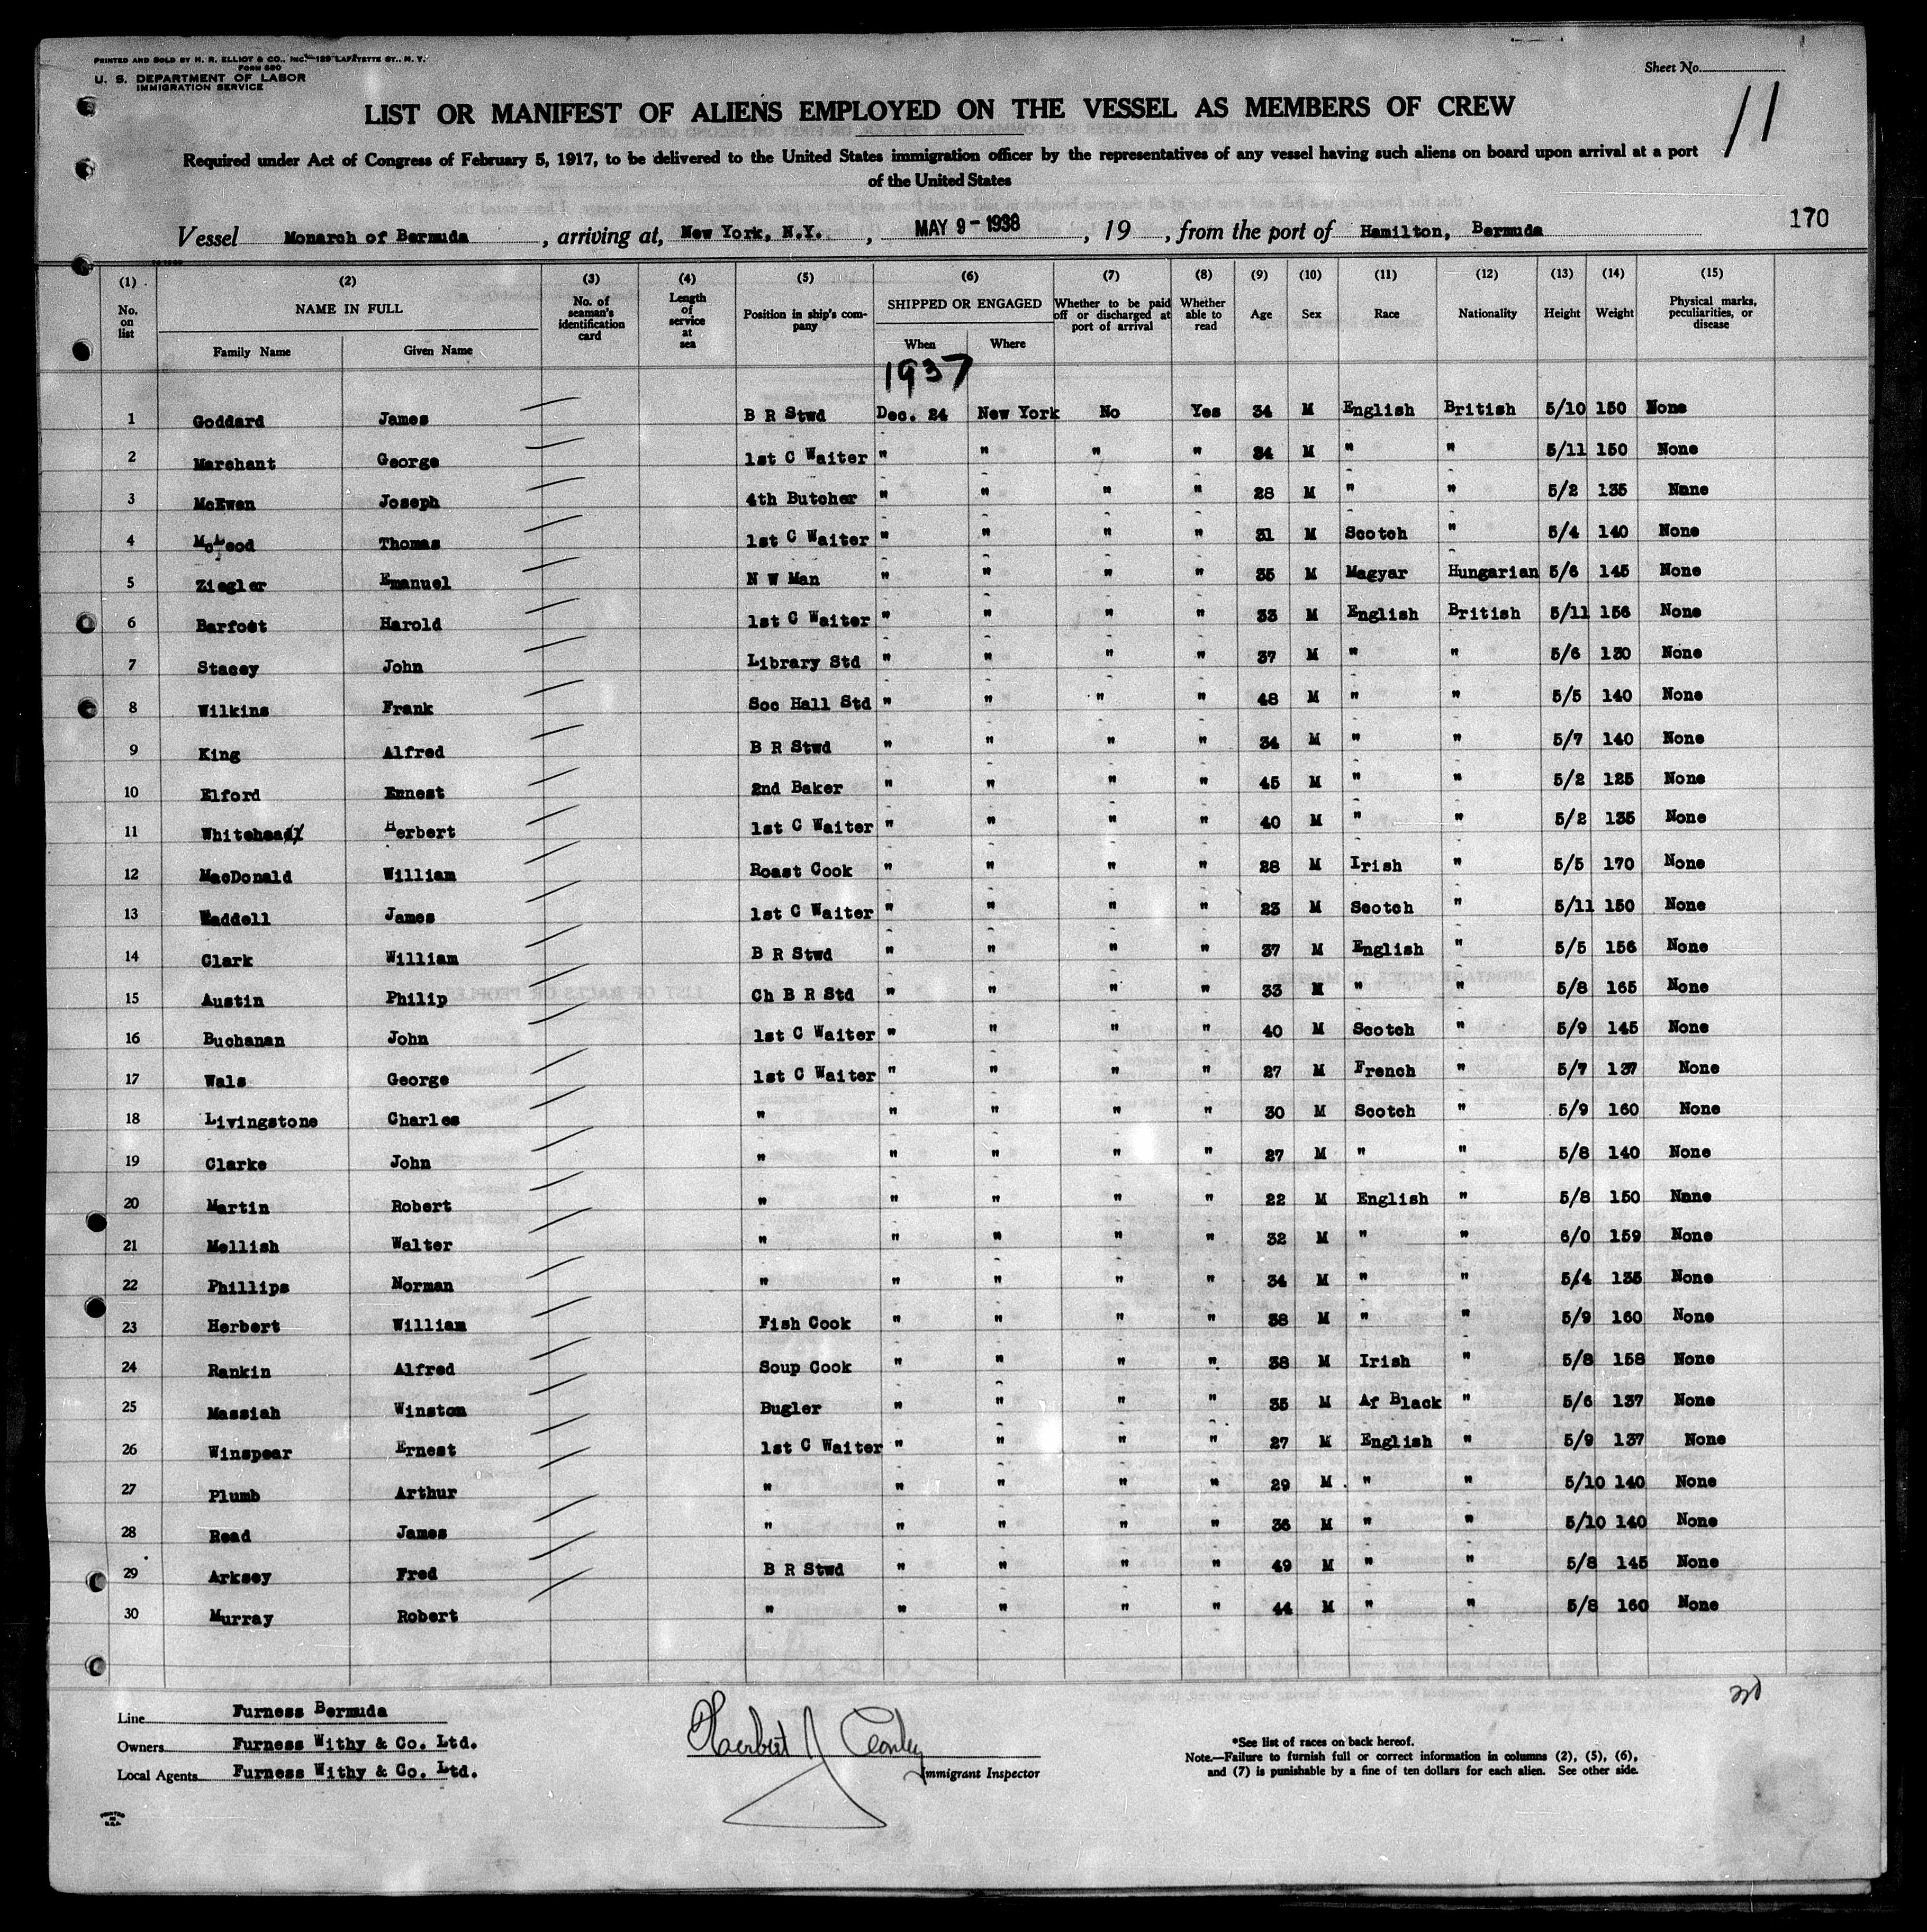 PRINTED AND SOLD BY H. R. ELLIOT & CO., INC.—129 LAFAYETTE ST., N. Y.
FORM 680
U. S. DEPARTMENT OF LABOR
IMMIGRATION SERVICE
Sheet No.
11
LIST OR MANIFEST OF ALIENS EMPLOYED ON THE VESSEL AS MEMBERS OF CREW
Required under Act of Congress of February 5, 1917, to be delivered to the United States immigration officer by the representatives of any vessel having such aliens on board upon arrival at a port
of the United States
Vessel Monarch of Bermuda, arriving at, New York, N.Y., MAY 9 - 1938, 19 , from the port of Hamilton, Bermuda 170
(1) No. on list (2) NAME IN FULL Family Name Given Name (3) No. of seaman's identification card (4) Length of service at sea (5) Position in ship's company (6) SHIPPED OR ENGAGED When Where (7) Whether to be paid off or discharged at port of arrival (8) Whether able to read (9) Age (10) Sex (11) Race (12) Nationality (13) Height (14) Weight (15) Physical marks, peculiarities, or disease
1937
1 Goddard James B R Stwd Dec. 24 New York No Yes 34 M English British 5/10 150 None
2 Marchant George 1st C Waiter " " " " 34 M " " 5/11 150 None
3 McEwan Joseph 4th Butcher " " " " 28 M " " 5/2 135 Nane
4 McLeod Thomas 1st C Waiter " " " " 31 M Scotch " 5/4 140 None
5 Ziegler Emanuel N W Man " " " " 35 M Magyar Hungarian 5/6 145 None
6 Barfoot Harold 1st C Waiter " " " " 33 M English British 5/11 156 None
7 Stacey John Library Std " " " " 37 M " " 5/6 130 None
8 Wilkins Frank Soc Hall Std " " " " 48 M " " 5/5 140 None
9 King Alfred B R Stwd " " " " 34 M " " 5/7 140 None
10 Elford Ennest 2nd Baker " " " " 45 M " " 5/2 125 None
11 Whitehead Herbert 1st C Waiter " " " " 40 M " " 5/2 135 None
12 MacDonald William Roast Cook " " " " 28 M Irish " 5/5 170 None
13 Waddell James 1st C Waiter " " " " 23 M Scotch " 5/11 150 None
14 Clark William B R Stwd " " " " 37 M English " 5/5 156 None
15 Austin Philip Ch B R Std " " " " 33 M " " 5/8 165 None
16 Buchanan John 1st C Waiter " " " " 40 M Scotch " 5/9 145 None
17 Wals George 1st C Waiter " " " " 27 M French " 5/7 137 None
18 Livingstone Charles " " " " " 30 M Scotch " 5/9 160 None
19 Clarke John " " " " " 27 M " " 5/8 140 None
20 Martin Robert " " " " " 22 M English " 5/8 150 Nane
21 Mellish Walter " " " " " 32 M " " 6/0 159 None
22 Phillips Norman " " " " " 34 M " " 5/4 135 None
23 Herbert William Fish Cook " " " " 38 M " " 5/9 160 None
24 Rankin Alfred Soup Cook " " " " 38 M Irish " 5/8 158 None
25 Massiah Winston Bugler " " " " 35 M Af Black " 5/6 137 None
26 Winspear Ernest 1st C Waiter " " " " 27 M English " 5/9 137 None
27 Plumb Arthur " " " " " 29 M " " 5/10 140 None
28 Read James " " " " " 36 M " " 5/10 140 None
29 Arksey Fred B R Stwd " " " " 49 M " " 5/8 145 None
30 Murray Robert " " " " " 44 M " " 5/8 160 None
Line Furness Bermuda
Owners Furness Withy & Co. Ltd.
Local Agents Furness Withy & Co. Ltd.
Herbert J
Immigrant Inspector
*See list of races on back hereof.
Note.—Failure to furnish full or correct information in columns (2), (5), (6),
and (7) is punishable by a fine of ten dollars for each alien. See other side.
PRINTED
IN
U.S.A.